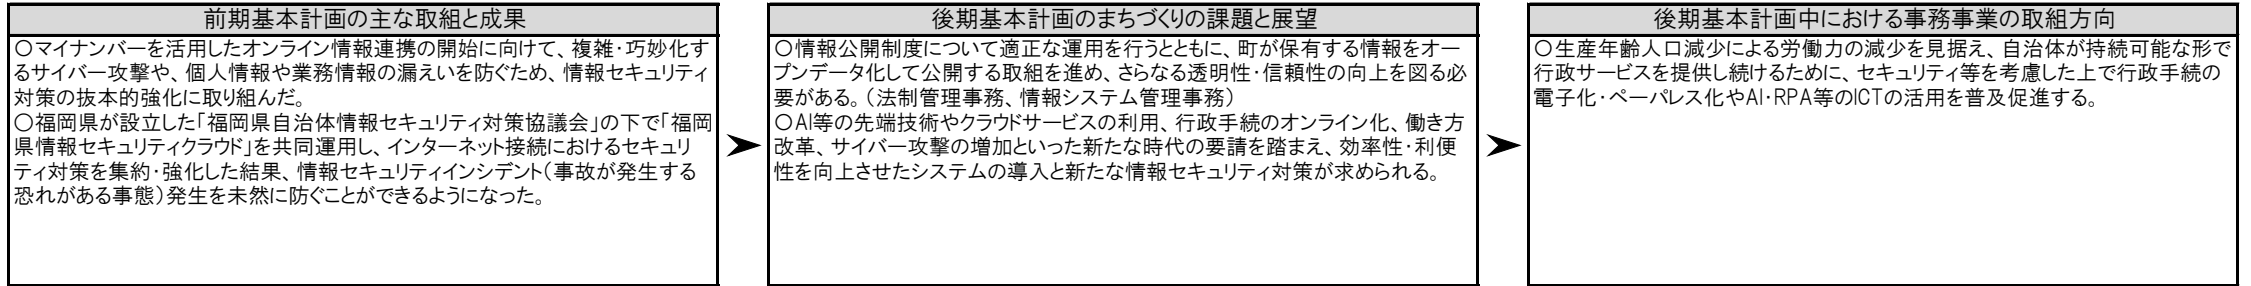 前期基本計画の主な取組と成果
○マイナンバーを活用したオンライン情報連携の開始に向けて、複雑・巧妙化す
るサイバー攻撃や、個人情報や業務情報の漏えいを防ぐため、情報セキュリティ
対策の抜本的強化に取り組んだ。
○福岡県が設立した「福岡県自治体情報セキュリティ対策協議会」の下で「福岡
県情報セキュリティクラウド」を共同運用し、インターネット接続におけるセキュリ
ティ対策を集約・強化した結果、情報セキュリティインシデント（事故が発生する
恐れがある事態）発生を未然に防ぐことができるようになった。
後期基本計画のまちづくりの課題と展望
○情報公開制度について適正な運用を行うとともに、町が保有する情報をオー
プンデータ化して公開する取組を進め、さらなる透明性・信頼性の向上を図る必
要がある。（法制管理事務、情報システム管理事務）
○AI等の先端技術やクラウドサービスの利用、行政手続のオンライン化、働き方
改革、サイバー攻撃の増加といった新たな時代の要請を踏まえ、効率性・利便
性を向上させたシステムの導入と新たな情報セキュリティ対策が求められる。
後期基本計画中における事務事業の取組方向
○生産年齢人口減少による労働力の減少を見据え、自治体が持続可能な形で
行政サービスを提供し続けるために、セキュリティ等を考慮した上で行政手続の
電子化・ペーパレス化やAI・RPA等のICTの活用を普及促進する。